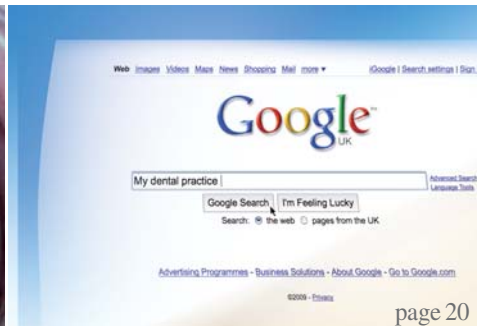 Web Images Videos Maps News Shopping Mail more ▼ iGoogle | Search settings | Sign
Google™
UK
My dental practice
Advanced Search
Language Tools
Google Search I'm Feeling Lucky
Search: the web pages from the UK
Advertising Programmes - Business Solutions - About Google - Go to Google.com
©2009 - Privacy
page 20